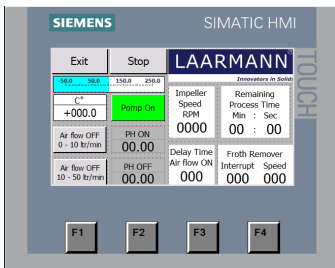 SIEMENS
SIMATIC HMI
TOUCH
Exit
Stop
LAARMANN
Innovators in Solids
-50.0 50.0 150.0 250.0
C°
+000.0
Pomp On
Impeller
Speed
RPM
0000
Remaining
Process Time
Min : Sec
00 : 00
Air flow OFF
0 - 10 ltr/min
PH ON
00.00
Air flow OFF
10 - 50 ltr/min
PH OFF
00.00
Delay Time
Air flow ON
000
Froth Remover
Interrupt Speed
000 000
F1
F2
F3
F4